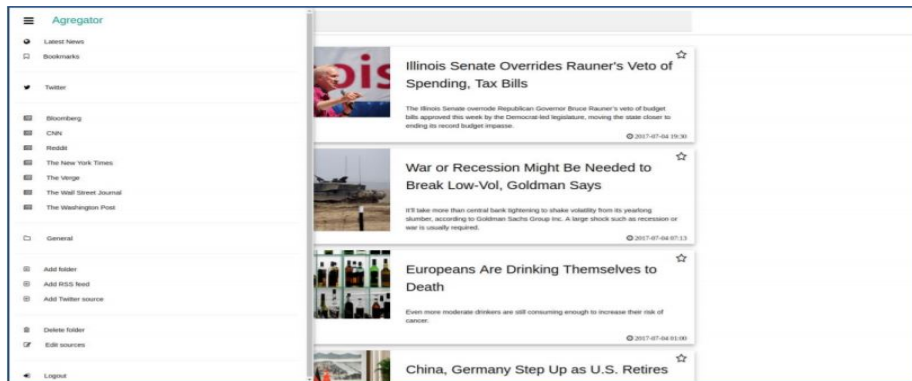 Agregator
Latest News
Bookmarks
Twitter
Bloomberg
CNN
Reddit
The New York Times
The Verge
The Wall Street Journal
The Washington Post
General
Add folder
Add RSS feed
Add Twitter source
Delete folder
Edit sources
Logout
ois
Illinois Senate Overrides Rauner's Veto of
Spending, Tax Bills
The Illinois Senate overrode Republican Governor Bruce Rauner's veto of budget
bills approved this week by the Democrat-led legislature, moving the state closer to
ending its record budget impasse.
2017-07-04 19:30
War or Recession Might Be Needed to
Break Low-Vol, Goldman Says
It'll take more than central bank tightening to shake volatility from its yearlong
slumber, according to Goldman Sachs Group Inc. A large shock such as recession or
war is usually required.
2017-07-04 07:13
Europeans Are Drinking Themselves to
Death
Even more moderate drinkers are still consuming enough to increase their risk of
cancer.
2017-07-04 01:00
China, Germany Step Up as U.S. Retires